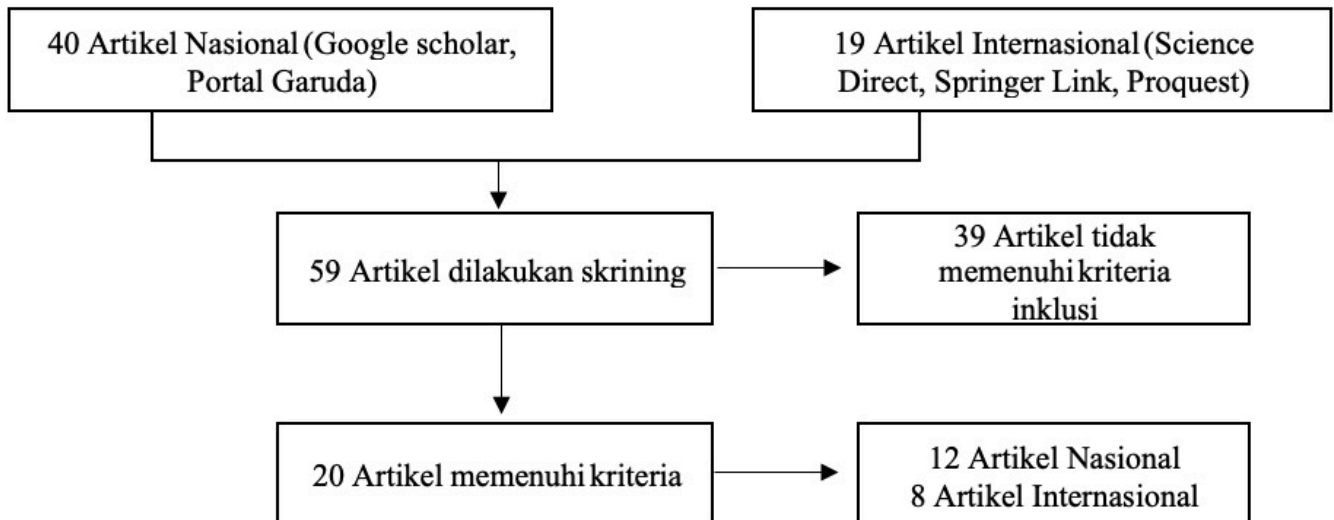 40 Artikel Nasional (Google scholar,
Portal Garuda)
19 Artikel Internasional (Science
Direct, Springer Link, Proquest)
59 Artikel dilakukan skrining
39 Artikel tidak
memenuhi kriteria
inklusi
20 Artikel memenuhi kriteria
12 Artikel Nasional
8 Artikel Internasional